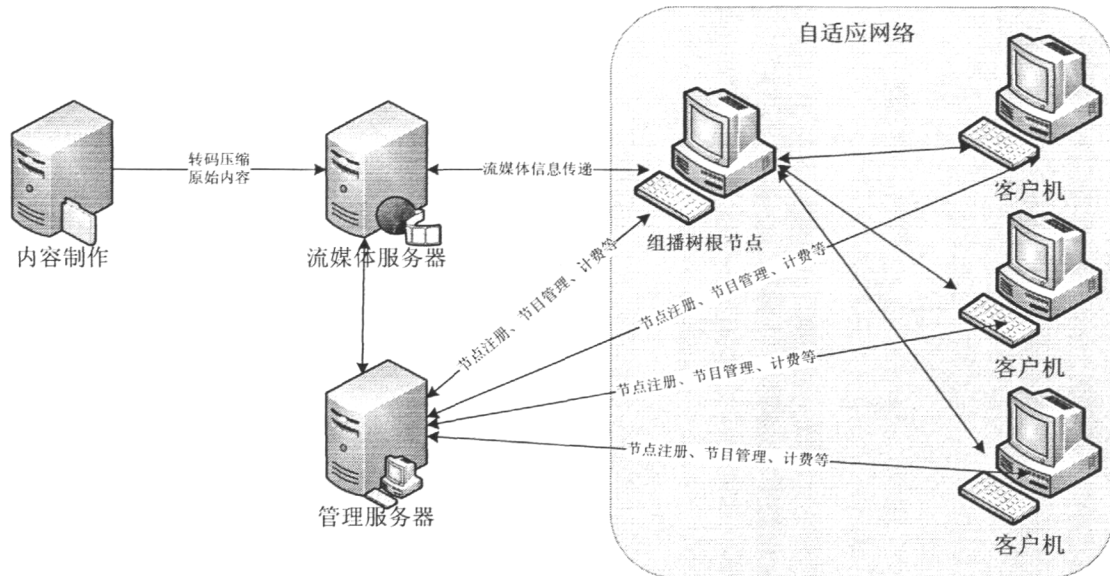 自适应网络
转码压缩
原始内容
流媒体信息传递
客户机
内容制作
流媒体服务器
组播树根节点
节点注册、节目管理、计费等
节点注册、节目管理、计费等
客户机
节点注册、节目管理、计费等
节点注册、节目管理、计费等
管理服务器
客户机